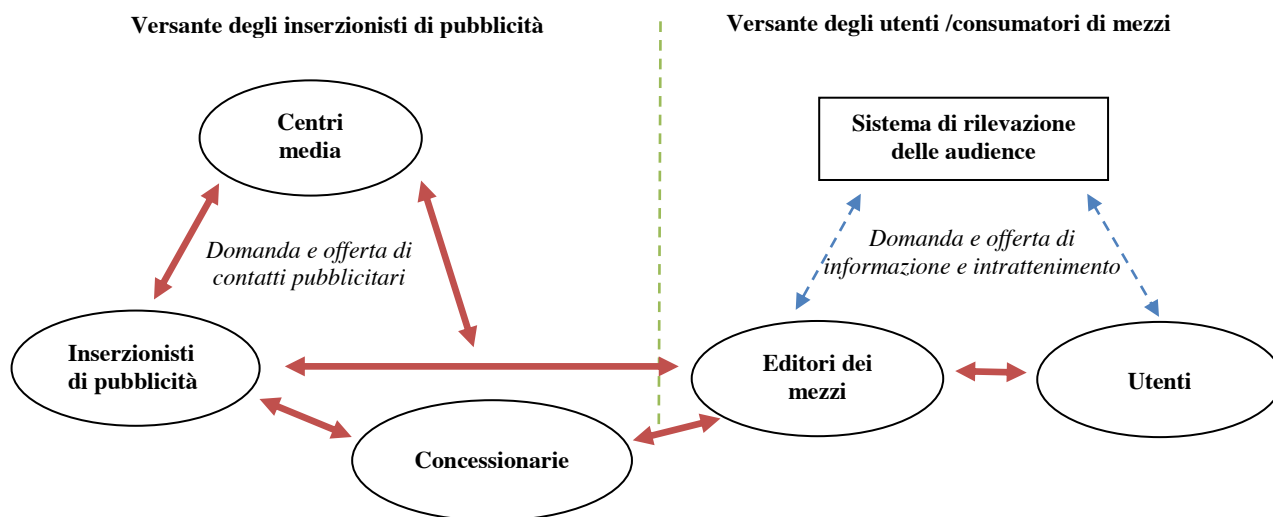 Versante degli inserzionisti di pubblicità
Versante degli utenti /consumatori di mezzi
Centri
media
Sistema di rilevazione
delle audience
Domanda e offerta di
contatti pubblicitari
Domanda e offerta di
informazione e intrattenimento
Inserzionisti
di pubblicità
Editori dei
mezzi
Utenti
Concessionarie